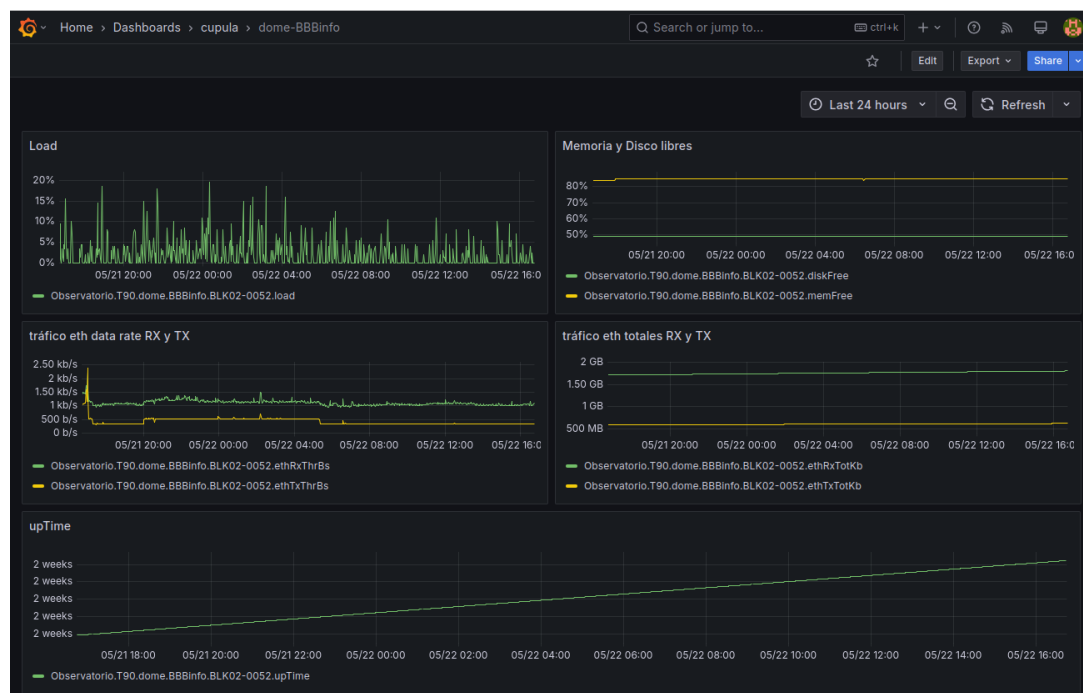 Home › Dashboards › cupula › dome-BBBinfo
Search or jump to... ctrl+k
Edit Export Share
Last 24 hours Refresh
Load
20%
15%
10%
5%
0%
05/21 20:00 05/22 00:00 05/22 04:00 05/22 08:00 05/22 12:00 05/22 16:0
Observatorio.T90.dome.BBBinfo.BLK02-0052.load
Memoria y Disco libres
80%
70%
60%
50%
05/21 20:00 05/22 00:00 05/22 04:00 05/22 08:00 05/22 12:00 05/22 16:0
Observatorio.T90.dome.BBBinfo.BLK02-0052.diskFree
Observatorio.T90.dome.BBBinfo.BLK02-0052.memFree
tráfico eth data rate RX y TX
2.50 kb/s
2 kb/s
1.50 kb/s
1 kb/s
500 b/s
0 b/s
05/21 20:00 05/22 00:00 05/22 04:00 05/22 08:00 05/22 12:00 05/22 16:0
Observatorio.T90.dome.BBBinfo.BLK02-0052.ethRxThrBs
Observatorio.T90.dome.BBBinfo.BLK02-0052.ethTxThrBs
tráfico eth totales RX y TX
2 GB
1.50 GB
1 GB
500 MB
05/21 20:00 05/22 00:00 05/22 04:00 05/22 08:00 05/22 12:00 05/22 16:0
Observatorio.T90.dome.BBBinfo.BLK02-0052.ethRxTotKb
Observatorio.T90.dome.BBBinfo.BLK02-0052.ethTxTotKb
upTime
2 weeks
2 weeks
2 weeks
2 weeks
2 weeks
05/21 18:00 05/21 20:00 05/21 22:00 05/22 00:00 05/22 02:00 05/22 04:00 05/22 06:00 05/22 08:00 05/22 10:00 05/22 12:00 05/22 14:00 05/22 16:00
Observatorio.T90.dome.BBBinfo.BLK02-0052.upTime